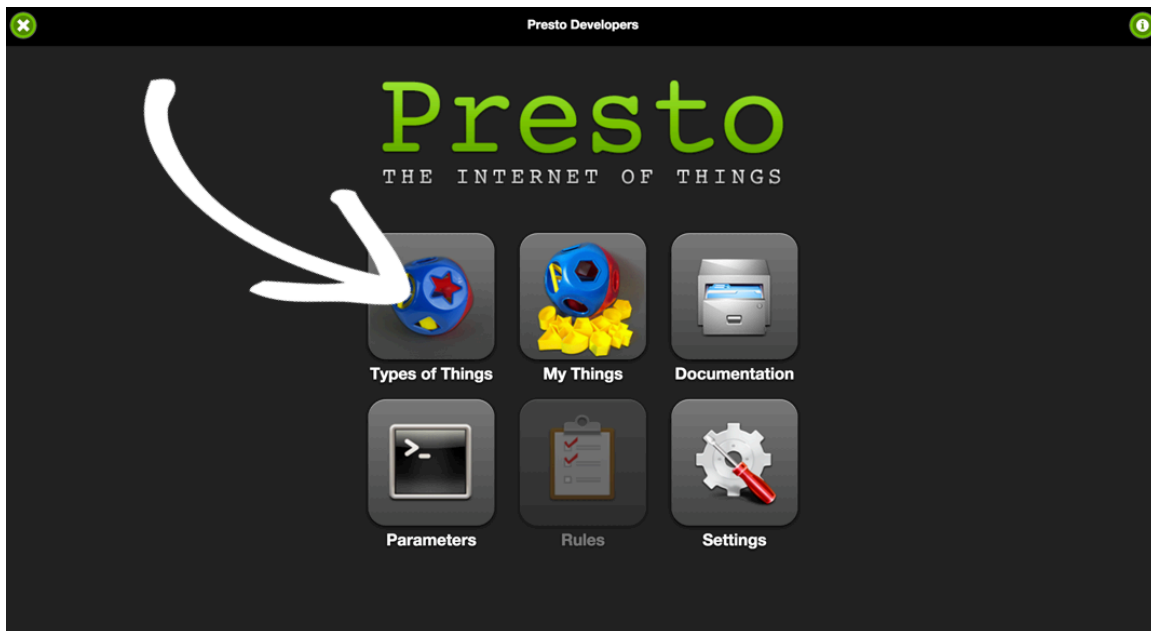 Presto Developers
Presto
THE INTERNET OF THINGS
Types of Things
My Things
Documentation
>_
Parameters
Rules
Settings